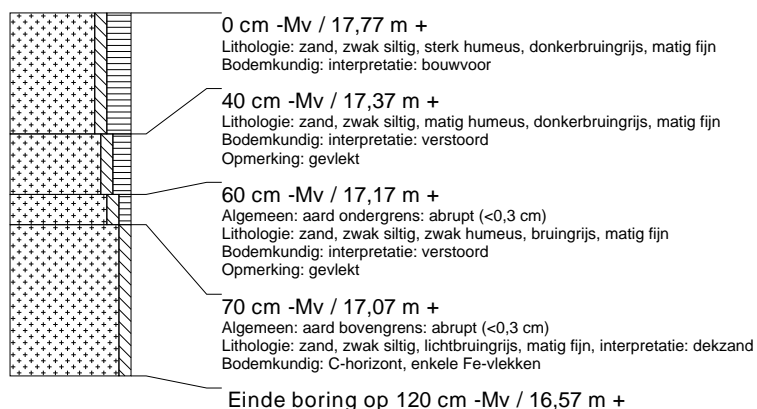 0 cm -Mv / 17,77 m +
Lithologie: zand, zwak siltig, sterk humeus, donkerbruingrijs, matig fijn
Bodemkundig: interpretatie: bouwvoor
40 cm -Mv / 17,37 m +
Lithologie: zand, zwak siltig, matig humeus, donkerbruingrijs, matig fijn
Bodemkundig: interpretatie: verstoord
Opmerking: gevlekt
60 cm -Mv / 17,17 m +
Algemeen: aard ondergrens: abrupt (<0,3 cm)
Lithologie: zand, zwak siltig, zwak humeus, bruingrijs, matig fijn
Bodemkundig: interpretatie: verstoord
Opmerking: gevlekt
70 cm -Mv / 17,07 m +
Algemeen: aard bovengrens: abrupt (<0,3 cm)
Lithologie: zand, zwak siltig, lichtbruingrijs, matig fijn, interpretatie: dekzand
Bodemkundig: C-horizont, enkele Fe-vlekken
Einde boring op 120 cm -Mv / 16,57 m +